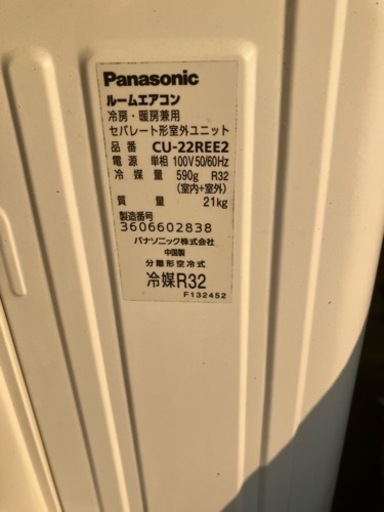 Panasonic
ルームエアコン
冷房・暖房兼用
セパレート形室外ユニット
品番 CU-22REE2
電源 単相 100V 50/60Hz
冷媒量 590g R32
(室内+室外)
質量 21kg
製造番号
3606602838
パナソニック株式会社
中国製
分離形空冷式
冷媒R32
F132452